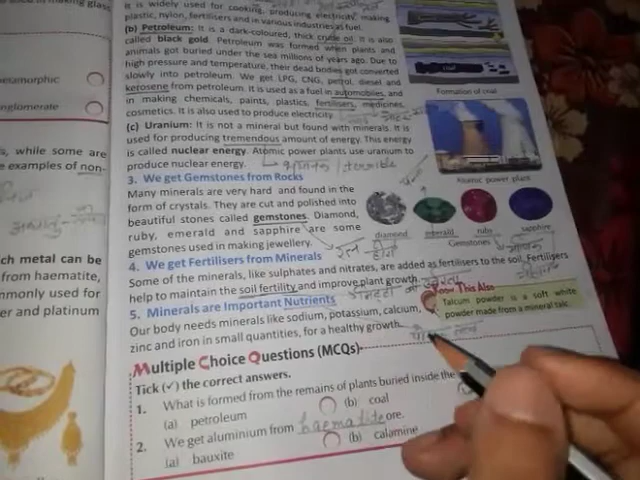 making glass
It is widely used for cooking, producing electricity, making
plastic, nylon, fertilisers and in various industries as fuel.
(b) Petroleum: It is a dark-coloured, thick crude oil. It is also
called black gold. Petroleum was formed when plants and
animals got buried under the sea millions of years ago. Due to
high pressure and temperature, their dead bodies got converted
slowly into petroleum. We get LPG, CNG, petrol, diesel and
kerosene from petroleum. It is used as a fuel in automobiles, and
in making chemicals, paints, plastics, fertilisers, medicines,
cosmetics. It is also used to produce electricity.
(c) Uranium: It is not a mineral but found with minerals. It is
used for producing tremendous amount of energy. This energy
is called nuclear energy. Atomic power plants use uranium to
produce nuclear energy.
terrible
3. We get Gemstones from Rocks
Many minerals are very hard and found in the
form of crystals. They are cut and polished into
beautiful stones called gemstones. Diamond,
ruby, emerald and sapphire are some
gemstones used in making jewellery.
4. We get Fertilisers from Minerals
Some of the minerals, like sulphates and nitrates, are added as fertilisers to the soil. Fertilisers
help to maintain the soil fertility and improve plant growth.
5. Minerals are Important Nutrients
Our body needs minerals like sodium, potassium, calcium,
zinc and iron in small quantities, for a healthy growth.
Know This Also
Talcum powder is a soft white
powder made from a mineral talc.
Multiple Choice Questions (MCQs)
Tick (✓) the correct answers.
1. What is formed from the remains of plants buried inside the
(a) petroleum
(b) coal
2. We get aluminium from haematite ore.
(a) bauxite
(b) calamine
coal
Formation of coal
Atomic power plant
diamond
emerald
ruby
sapphire
Gemstones
etamorphic
nglomerate
s, while some are
e examples of non-
ch metal can be
from haematite,
mmonly used for
er and platinum